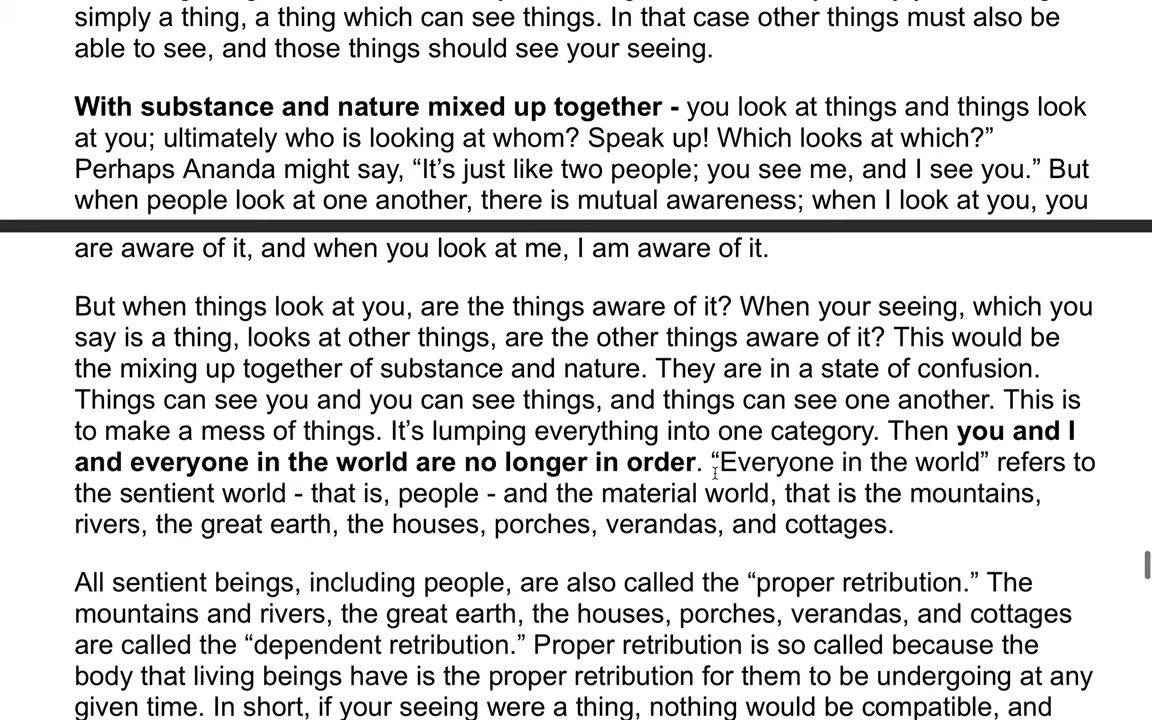 simply a thing, a thing which can see things. In that case other things must also be
able to see, and those things should see your seeing.
With substance and nature mixed up together - you look at things and things look
at you; ultimately who is looking at whom? Speak up! Which looks at which?”
Perhaps Ananda might say, “It’s just like two people; you see me, and I see you.” But
when people look at one another, there is mutual awareness; when I look at you, you
are aware of it, and when you look at me, I am aware of it.
But when things look at you, are the things aware of it? When your seeing, which you
say is a thing, looks at other things, are the other things aware of it? This would be
the mixing up together of substance and nature. They are in a state of confusion.
Things can see you and you can see things, and things can see one another. This is
to make a mess of things. It’s lumping everything into one category. Then you and I
and everyone in the world are no longer in order. “Everyone in the world” refers to
the sentient world - that is, people - and the material world, that is the mountains,
rivers, the great earth, the houses, porches, verandas, and cottages.
All sentient beings, including people, are also called the “proper retribution.” The
mountains and rivers, the great earth, the houses, porches, verandas, and cottages
are called the “dependent retribution.” Proper retribution is so called because the
body that living beings have is the proper retribution for them to be undergoing at any
given time. In short, if your seeing were a thing, nothing would be compatible, and